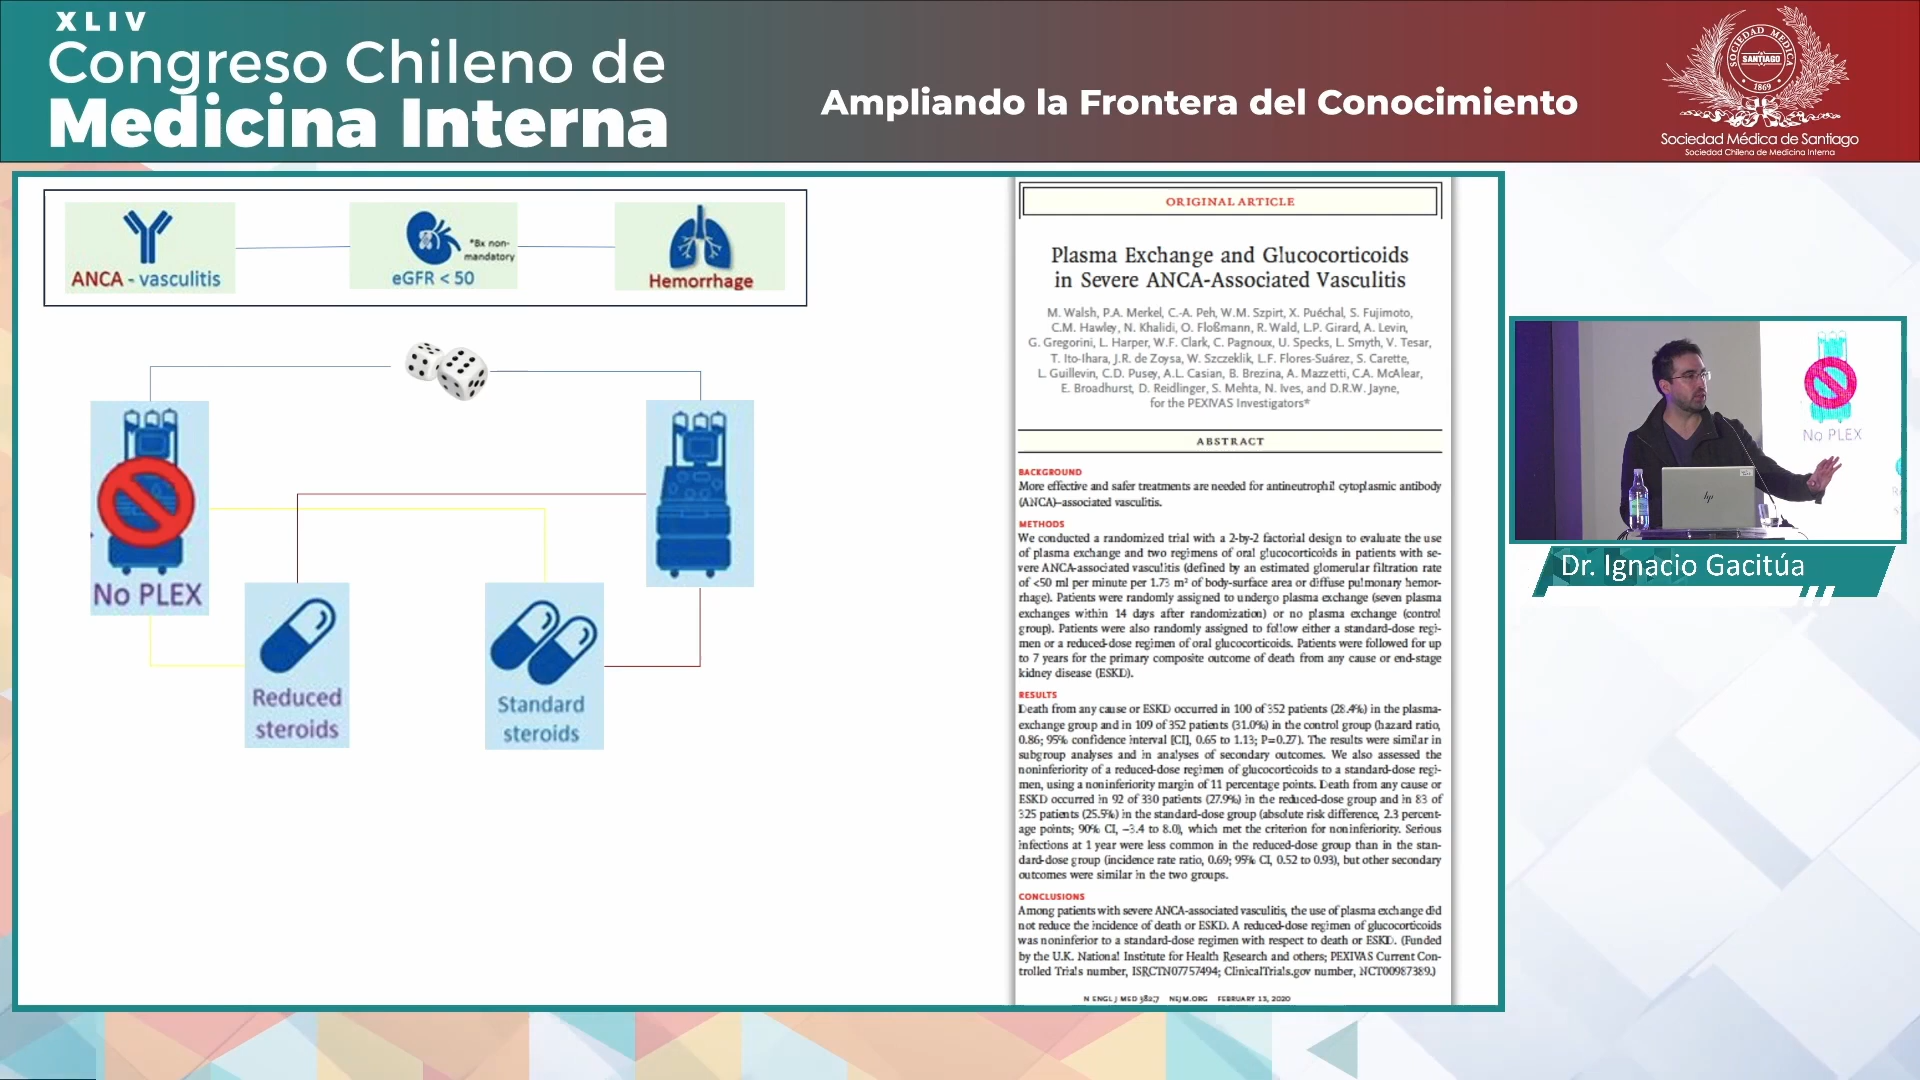 XLIV
Congreso Chileno de
Medicina Interna
Ampliando la Frontera del Conocimiento
SOCIEDAD MEDICA
SANTIAGO
1869
Sociedad Médica de Santiago
Sociedad Chilena de Medicina Interna
ANCA - vasculitis
*Bx non-
mandatory
eGFR < 50
Hemorrhage
No PLEX
Reduced
steroids
Standard
steroids
ORIGINAL ARTICLE
Plasma Exchange and Glucocorticoids
in Severe ANCA-Associated Vasculitis
M. Walsh, P.A. Merkel, C.-A. Peh, W.M. Szpirt, X. Puéchal, S. Fujimoto,
C.M. Hawley, N. Khalidi, O. Floßmann, R. Wald, L.P. Girard, A. Levin,
G. Gregorini, L. Harper, W.F. Clark, C. Pagnoux, U. Specks, L. Smyth, V. Tesar,
T. Ito-Ihara, J.R. de Zoysa, W. Szczeklik, L.F. Flores-Suárez, S. Carette,
L. Guillevin, C.D. Pusey, A.L. Casian, B. Brezina, A. Mazzetti, C.A. McAlear,
E. Broadhurst, D. Reidlinger, S. Mehta, N. Ives, and D.R.W. Jayne,
for the PEXIVAS Investigators*
ABSTRACT
BACKGROUND
More effective and safer treatments are needed for antineutrophil cytoplasmic antibody
(ANCA)–associated vasculitis.
METHODS
We conducted a randomized trial with a 2-by-2 factorial design to evaluate the use
of plasma exchange and two regimens of oral glucocorticoids in patients with se-
vere ANCA-associated vasculitis (defined by an estimated glomerular filtration rate
of <50 ml per minute per 1.73 m² of body-surface area or diffuse pulmonary hemor-
rhage). Patients were randomly assigned to undergo plasma exchange (seven plasma
exchanges within 14 days after randomization) or no plasma exchange (control
group). Patients were also randomly assigned to follow either a standard-dose regi-
men or a reduced-dose regimen of oral glucocorticoids. Patients were followed for up
to 7 years for the primary composite outcome of death from any cause or end-stage
kidney disease (ESKD).
RESULTS
Death from any cause or ESKD occurred in 100 of 352 patients (28.4%) in the plasma-
exchange group and in 109 of 352 patients (31.0%) in the control group (hazard ratio,
0.86; 95% confidence interval [CI], 0.65 to 1.13; P=0.27). The results were similar in
subgroup analyses and in analyses of secondary outcomes. We also assessed the
noninferiority of a reduced-dose regimen of glucocorticoids to a standard-dose regi-
men, using a noninferiority margin of 11 percentage points. Death from any cause or
ESKD occurred in 92 of 330 patients (27.9%) in the reduced-dose group and in 83 of
325 patients (25.5%) in the standard-dose group (absolute risk difference, 2.3 percent-
age points; 90% CI, −3.4 to 8.0), which met the criterion for noninferiority. Serious
infections at 1 year were less common in the reduced-dose group than in the stan-
dard-dose group (incidence rate ratio, 0.69; 95% CI, 0.52 to 0.93), but other secondary
outcomes were similar in the two groups.
CONCLUSIONS
Among patients with severe ANCA-associated vasculitis, the use of plasma exchange did
not reduce the incidence of death or ESKD. A reduced-dose regimen of glucocorticoids
was noninferior to a standard-dose regimen with respect to death or ESKD. (Funded
by the U.K. National Institute for Health Research and others; PEXIVAS Current Con-
trolled Trials number, ISRCTN07757494; ClinicalTrials.gov number, NCT00987389.)
N ENGL J MED 382;7 NEJM.ORG FEBRUARY 13, 2020
No PLEX
hp
Dr. Ignacio Gacitúa